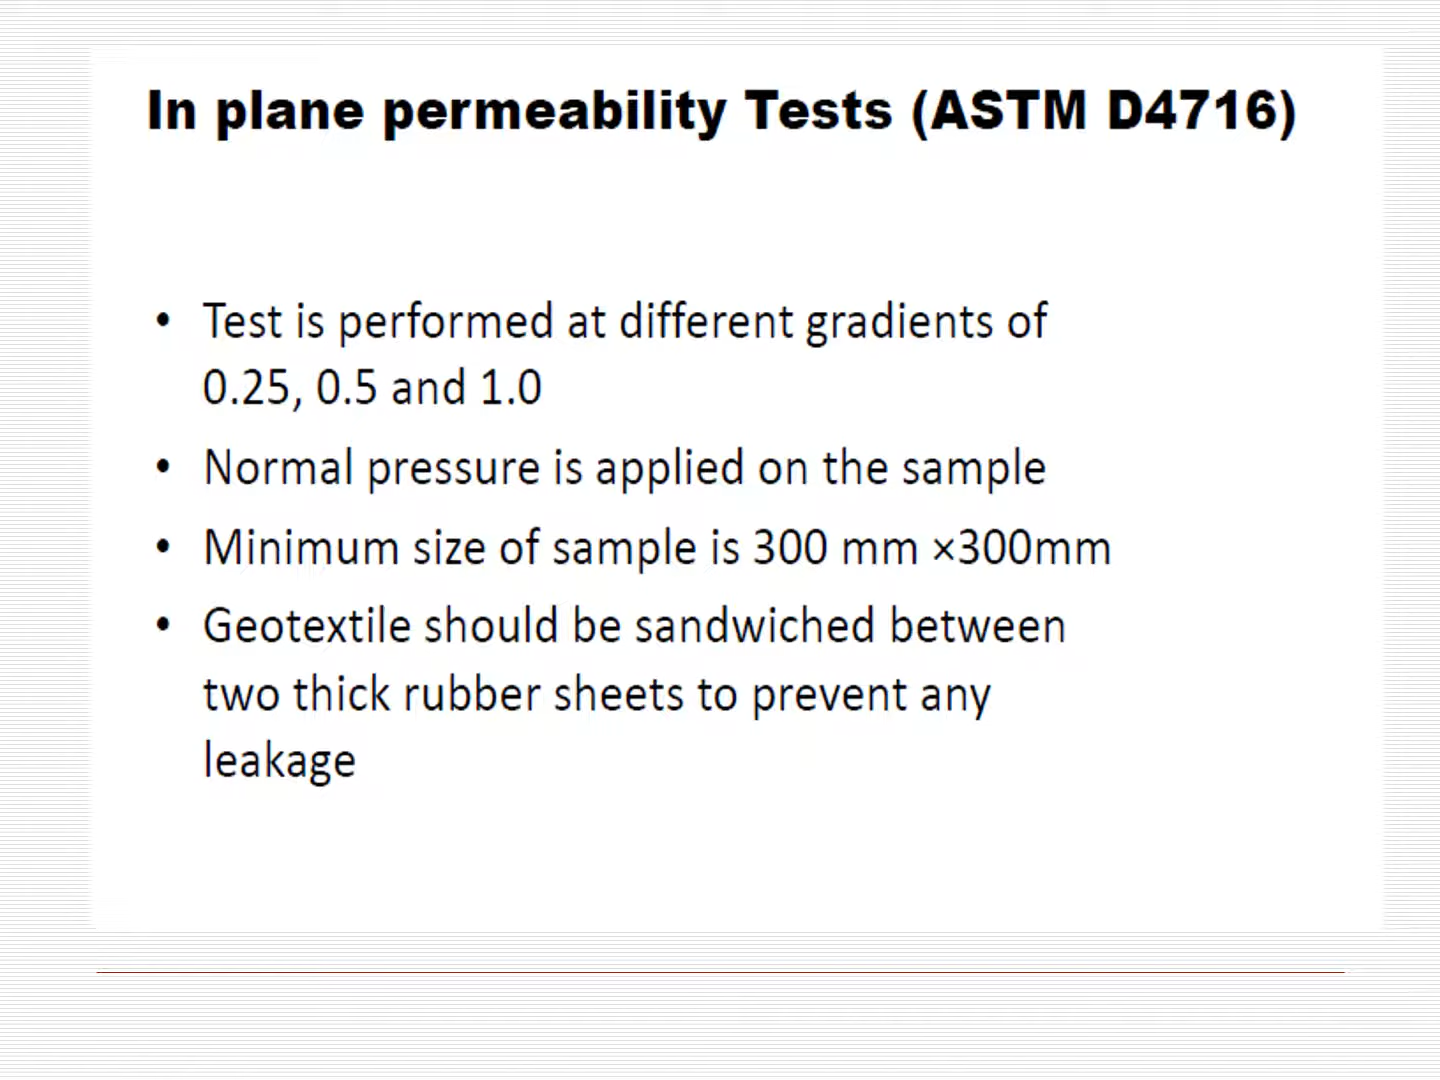 In plane permeability Tests (ASTM D4716)
• Test is performed at different gradients of
0.25, 0.5 and 1.0
• Normal pressure is applied on the sample
• Minimum size of sample is 300 mm ×300mm
• Geotextile should be sandwiched between
two thick rubber sheets to prevent any
leakage